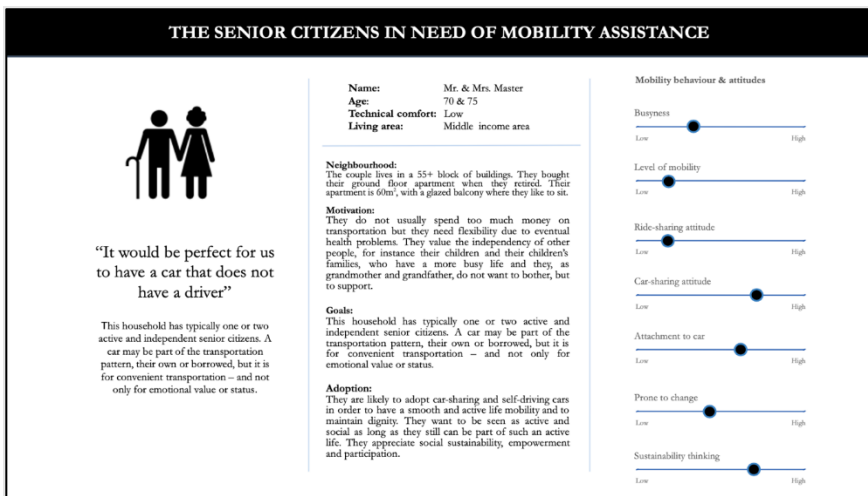 THE SENIOR CITIZENS IN NEED OF MOBILITY ASSISTANCE
“It would be perfect for us
to have a car that does not
have a driver”
This household has typically one or two
active and independent senior citizens. A
car may be part of the transportation
pattern, their own or borrowed, but it is
for convenient transportation – and not
only for emotional value or status.
Name: Mr. & Mrs. Master
Age: 70 & 75
Technical comfort: Low
Living area: Middle income area
Neighbourhood:
The couple lives in a 55+ block of buildings. They bought
their ground floor apartment when they retired. Their
apartment is 60m², with a glazed balcony where they like to sit.
Motivation:
They do not usually spend too much money on
transportation but they need flexibility due to eventual
health problems. They value the independency of other
people, for instance their children and their children’s
families, who have a more busy life and they, as
grandmother and grandfather, do not want to bother, but
to support.
Goals:
This household has typically one or two active and
independent senior citizens. A car may be part of the
transportation pattern, their own or borrowed, but it is
for convenient transportation – and not only for
emotional value or status.
Adoption:
They are likely to adopt car-sharing and self-driving cars
in order to have a smooth and active life mobility and to
maintain dignity. They want to be seen as active and
social as long as they still can be part of such an active
life. They appreciate social sustainability, empowerment
and participation.
Mobility behaviour & attitudes
Busyness
Low High
Level of mobility
Low High
Ride-sharing attitude
Low High
Car-sharing attitude
Low High
Attachment to car
Low High
Prone to change
Low High
Sustainability thinking
Low High